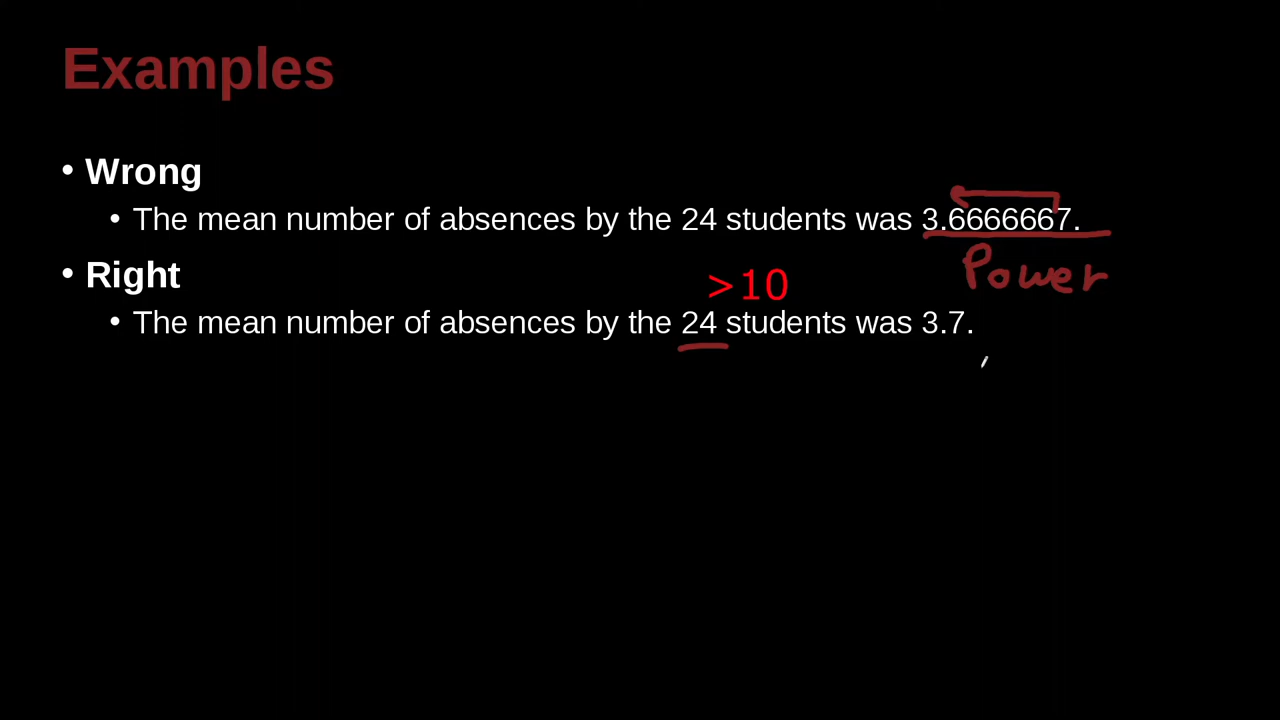 Examples
• Wrong
• The mean number of absences by the 24 students was 3.6666667.
Power
• Right
>10
• The mean number of absences by the 24 students was 3.7.